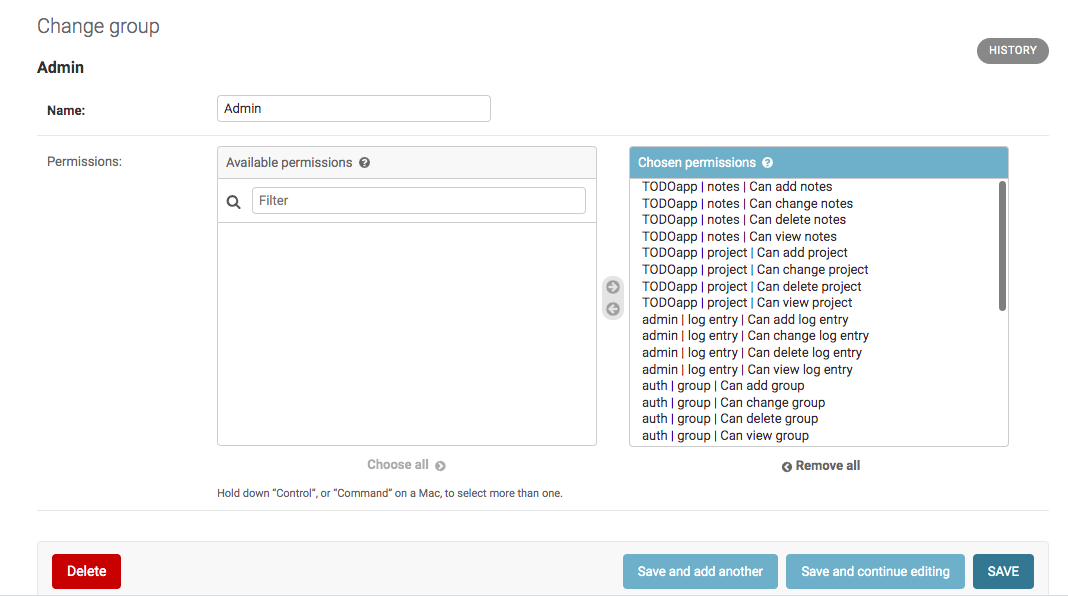 Change group
HISTORY
Admin
Name:
Admin
Permissions:
Available permissions ?
Filter
Chosen permissions ?
TODOapp | notes | Can add notes
TODOapp | notes | Can change notes
TODOapp | notes | Can delete notes
TODOapp | notes | Can view notes
TODOapp | project | Can add project
TODOapp | project | Can change project
TODOapp | project | Can delete project
TODOapp | project | Can view project
admin | log entry | Can add log entry
admin | log entry | Can change log entry
admin | log entry | Can delete log entry
admin | log entry | Can view log entry
auth | group | Can add group
auth | group | Can change group
auth | group | Can delete group
auth | group | Can view group
Choose all
Remove all
Hold down “Control”, or “Command” on a Mac, to select more than one.
Delete
Save and add another
Save and continue editing
SAVE